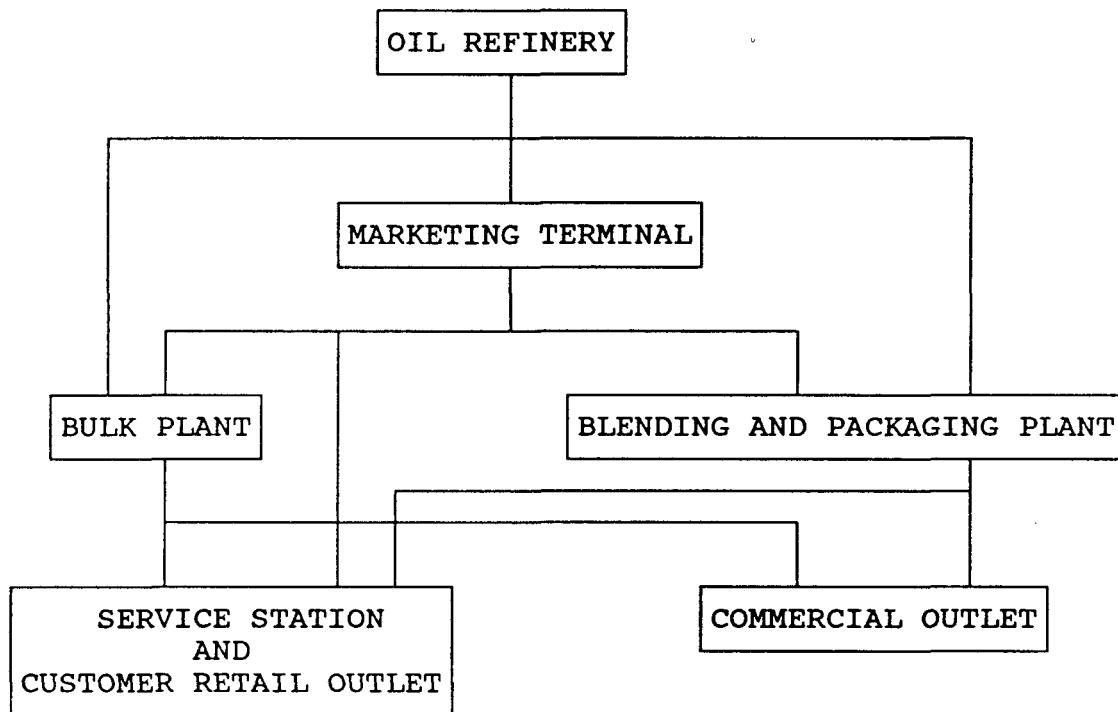 OIL REFINERY
MARKETING TERMINAL
BULK PLANT
BLENDING AND PACKAGING PLANT
SERVICE STATION
AND
CUSTOMER RETAIL OUTLET
COMMERCIAL OUTLET